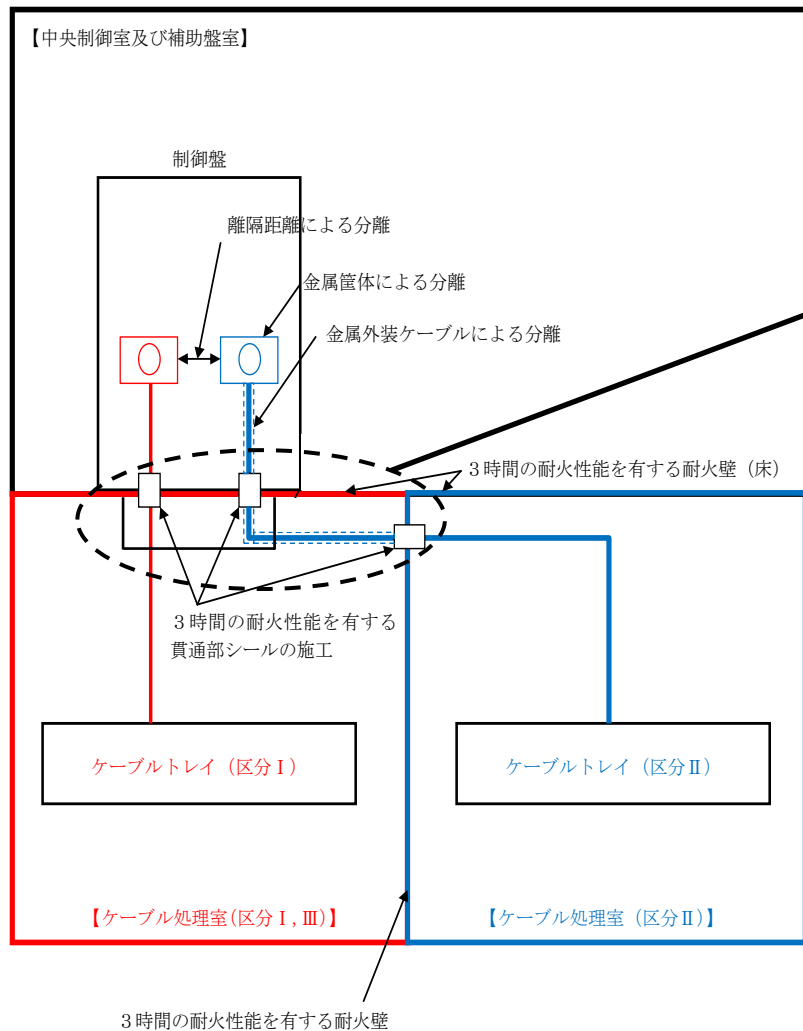 【中央制御室及び補助盤室】
制御盤
離隔距離による分離
金属筐体による分離
金属外装ケーブルによる分離
３時間の耐火性能を有する耐火壁（床）
３時間の耐火性能を有する
貫通部シールの施工
ケーブルトレイ（区分Ⅰ）
ケーブルトレイ（区分Ⅱ）
【ケーブル処理室(区分Ⅰ,Ⅲ)】
【ケーブル処理室（区分Ⅱ)】
３時間の耐火性能を有する耐火壁